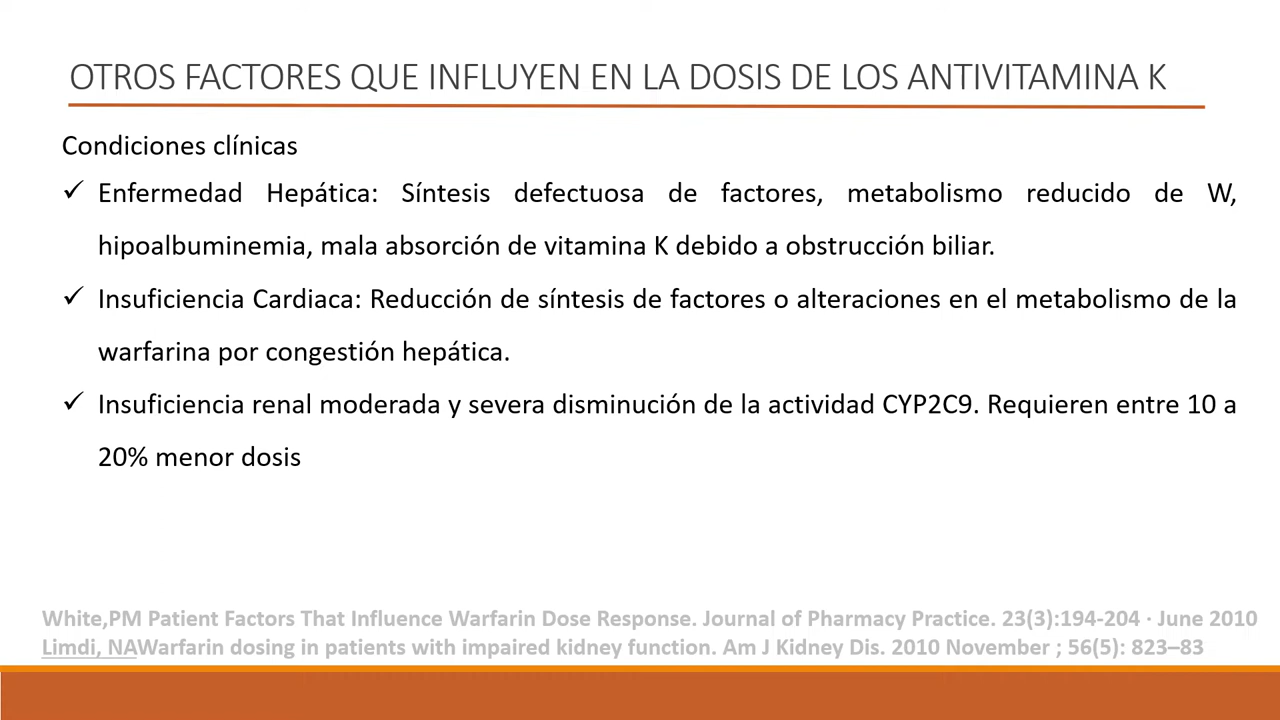 OTROS FACTORES QUE INFLUYEN EN LA DOSIS DE LOS ANTIVITAMINA K
Condiciones clínicas
✓ Enfermedad Hepática: Síntesis defectuosa de factores, metabolismo reducido de W,
hipoalbuminemia, mala absorción de vitamina K debido a obstrucción biliar.
✓ Insuficiencia Cardiaca: Reducción de síntesis de factores o alteraciones en el metabolismo de la
warfarina por congestión hepática.
✓ Insuficiencia renal moderada y severa disminución de la actividad CYP2C9. Requieren entre 10 a
20% menor dosis
White,PM Patient Factors That Influence Warfarin Dose Response. Journal of Pharmacy Practice. 23(3):194-204 · June 2010
Limdi, NAWarfarin dosing in patients with impaired kidney function. Am J Kidney Dis. 2010 November ; 56(5): 823–83